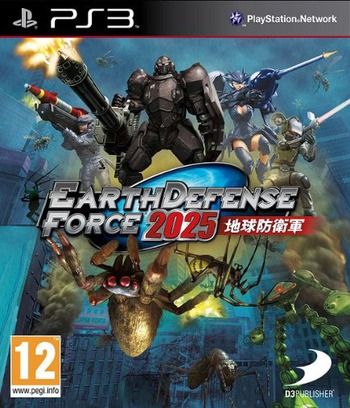 PS3
PlayStation®Network
EARTH DEFENSE
FORCE 2025 地球防衛軍
12
www.pegi.info
D3PUBLISHER®